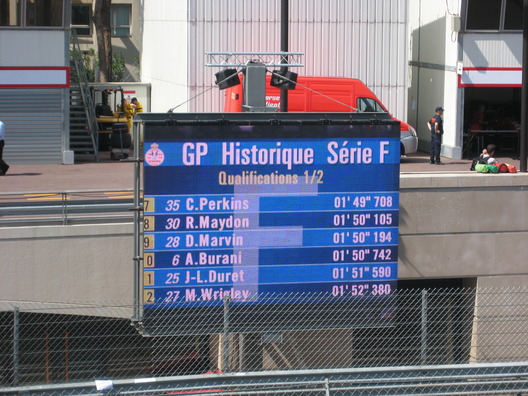 GP Historique Série F
Qualifications 1/2
7 35 C.Perkins 01' 49" 708
8 30 R.Maydon 01' 50" 105
9 28 D.Marvin 01' 50" 194
0 6 A.Burani 01' 50" 742
1 25 J-L.Duret 01' 51" 590
2 27 M.Wrigley 01' 52" 380